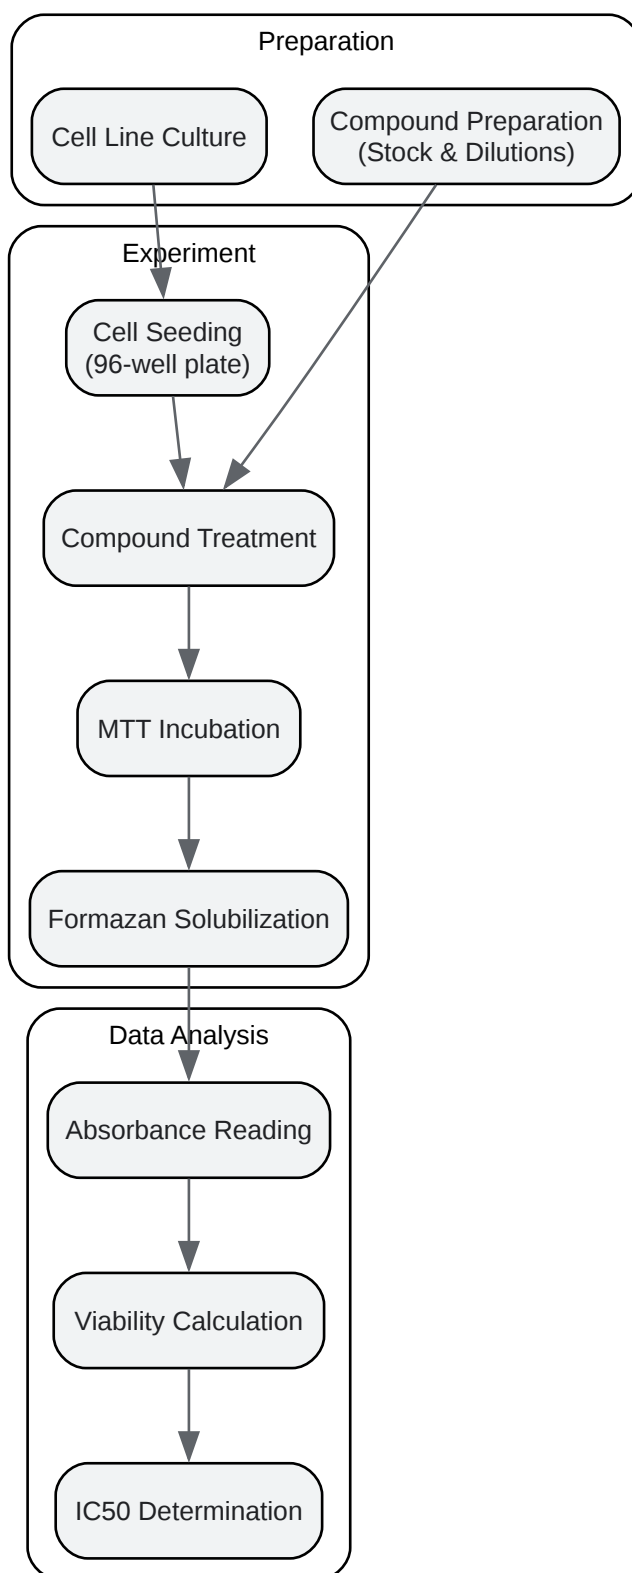 Preparation
Cell Line Culture
Compound Preparation
(Stock & Dilutions)
Experiment
Cell Seeding
(96-well plate)
Compound Treatment
MTT Incubation
Formazan Solubilization
Data Analysis
Absorbance Reading
Viability Calculation
IC50 Determination